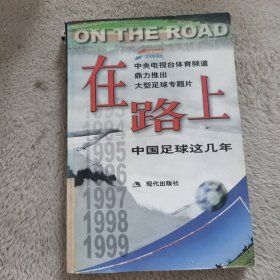 ON THE ROAD
中央电视台体育频道
鼎力推出
大型足球专题片
在路上
中国足球这几年
1995
1996
1997
1998
1999
现代出版社